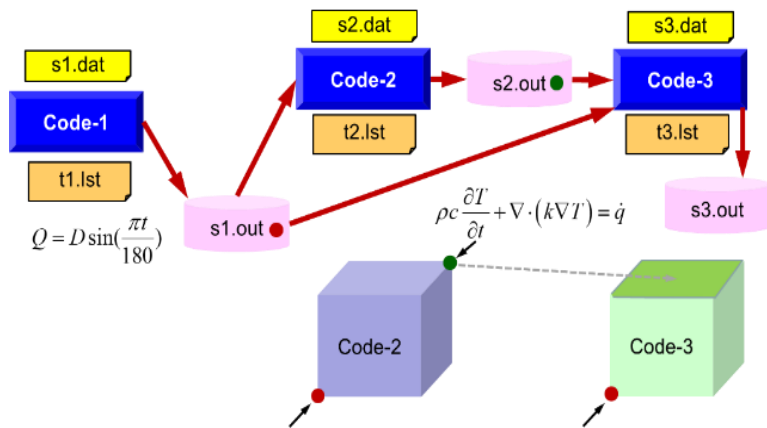 s1.dat
Code-1
t1.lst
s2.dat
Code-2
t2.lst
s2.out
s3.dat
Code-3
t3.lst
s1.out
s3.out
Q = D sin(πt/180)
ρc ∂T/∂t + ∇·(k∇T) = q̇
Code-2
Code-3